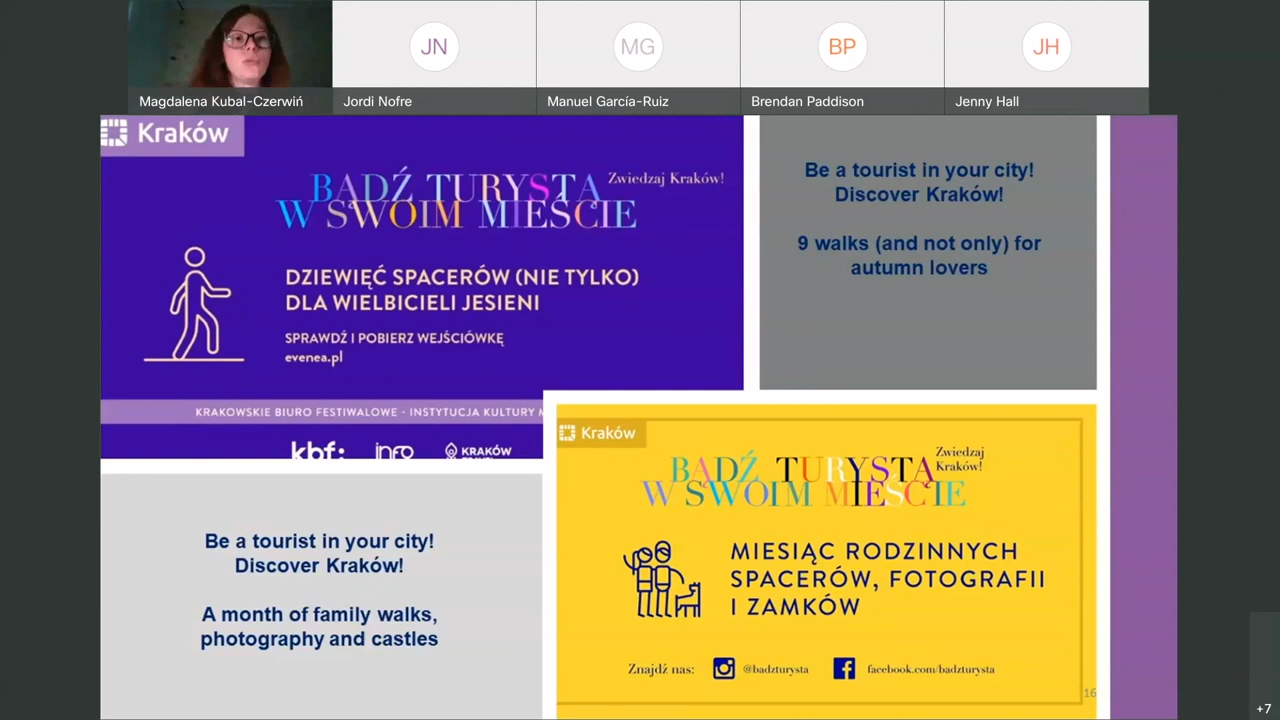 JN
MG
BP
JH
Magdalena Kubal-Czerwiń
Jordi Nofre
Manuel García-Ruiz
Brendan Paddison
Jenny Hall
Kraków
BĄDŹ TURYSTĄ
W SWOIM MIEŚCIE
Zwiedzaj Kraków!
DZIEWIĘĆ SPACERÓW (NIE TYLKO)
DLA WIELBICIELI JESIENI
SPRAWDŹ I POBIERZ WEJŚCIÓWKĘ
evenea.pl
KRAKOWSKIE BIURO FESTIWALOWE - INSTYTUCJA KULTURY M
kbf:
info
KRAKÓW
Be a tourist in your city!
Discover Kraków!
9 walks (and not only) for
autumn lovers
Be a tourist in your city!
Discover Kraków!
A month of family walks,
photography and castles
Kraków
BĄDŹ TURYSTĄ
W SWOIM MIEŚCIE
Zwiedzaj
Kraków!
MIESIĄC RODZINNYCH
SPACERÓW, FOTOGRAFII
I ZAMKÓW
Znajdź nas:
@badzturysta
facebook.com/badzturysta
16
+7